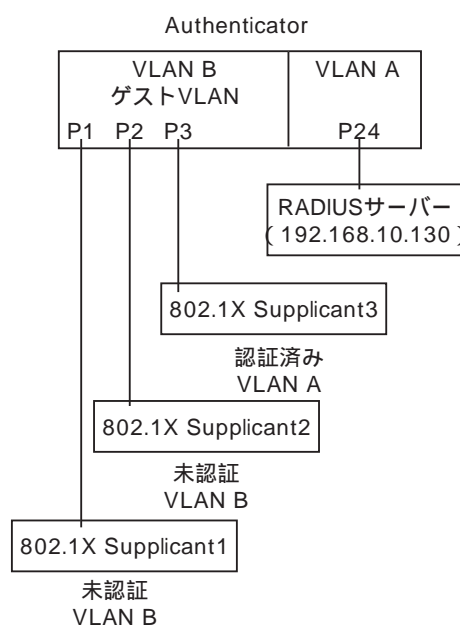 Authenticator
VLAN B
ゲストVLAN
VLAN A
P1 P2 P3
P24
RADIUSサーバー
( 192.168.10.130 )
802.1X Supplicant3
認証済み
VLAN A
802.1X Supplicant2
未認証
VLAN B
802.1X Supplicant1
未認証
VLAN B